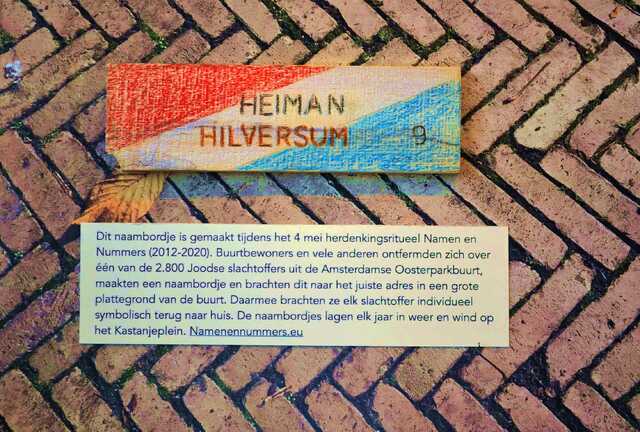 HEIMAN
HILVERSUM 9
Dit naambordje is gemaakt tijdens het 4 mei herdenkingsritueel Namen en
Nummers (2012-2020). Buurtbewoners en vele anderen ontfermden zich over
één van de 2.800 Joodse slachtoffers uit de Amsterdamse Oosterparkbuurt,
maakten een naambordje en brachten dit naar het juiste adres in een grote
plattegrond van de buurt. Daarmee brachten ze elk slachtoffer individueel
symbolisch terug naar huis. De naambordjes lagen elk jaar in weer en wind op
het Kastanjeplein. Namenennummers.eu